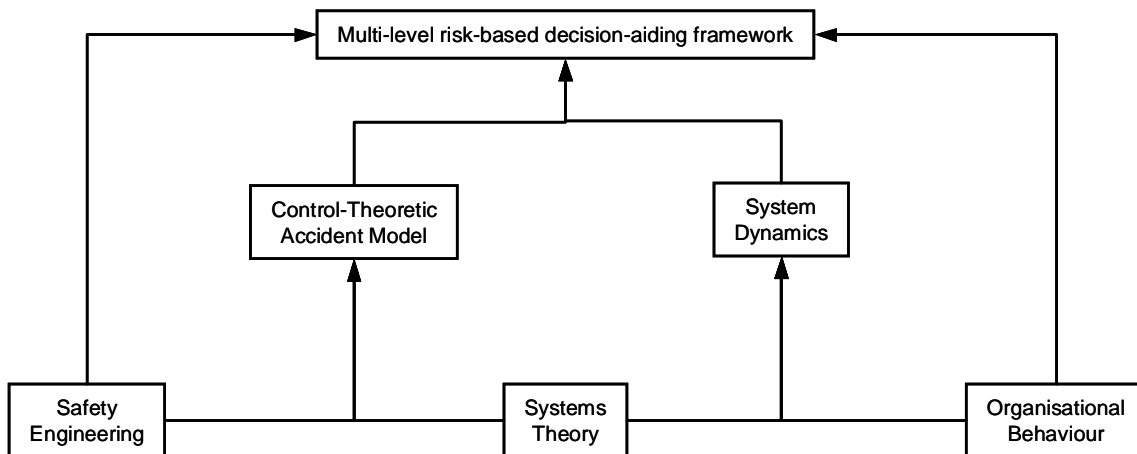 Multi-level risk-based decision-aiding framework
Control-Theoretic
Accident Model
System
Dynamics
Safety
Engineering
Systems
Theory
Organisational
Behaviour